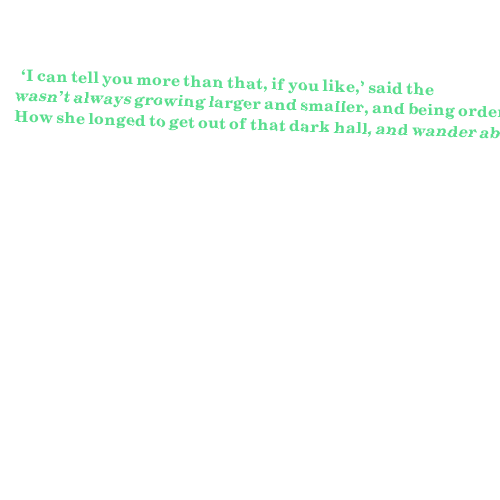 ‘I can tell you more than that, if you like,’ said the
wasn’t always growing larger and smaller, and being order
How she longed to get out of that dark hall, and wander ab